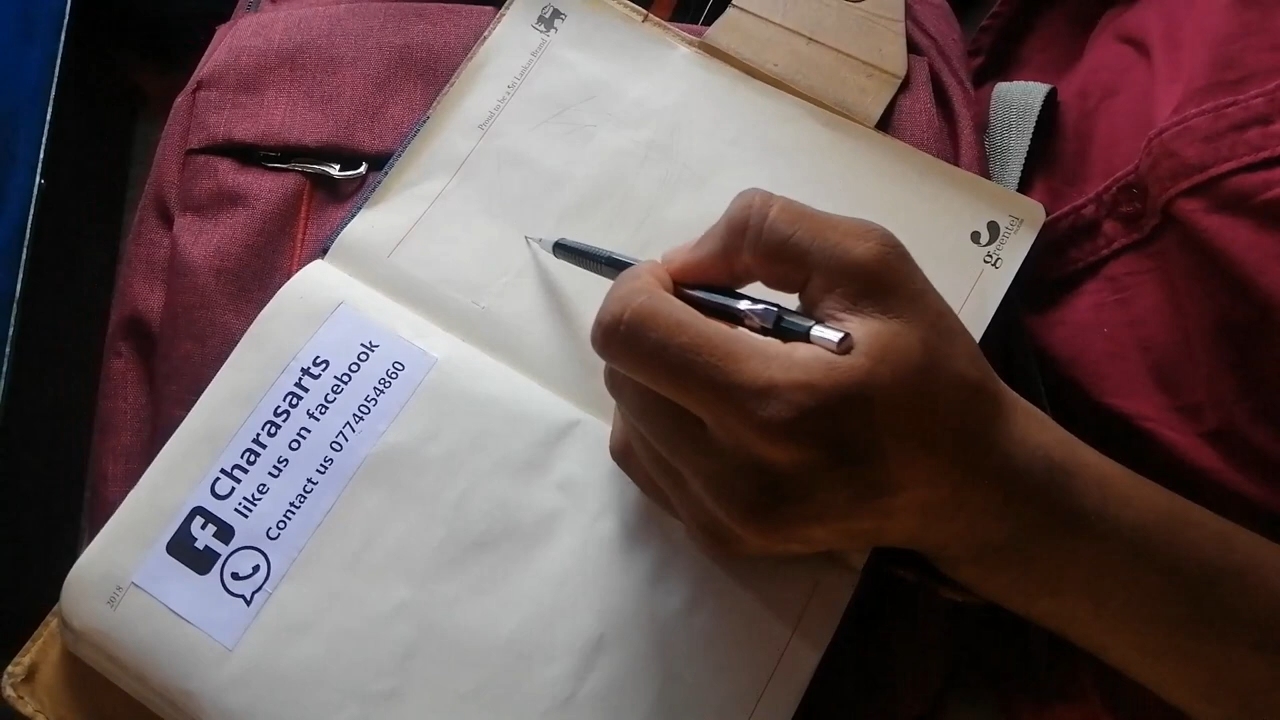 Proud to be a Sri Lankan Brand
greentel
Charasarts
like us on facebook
Contact us 0774054860
2018